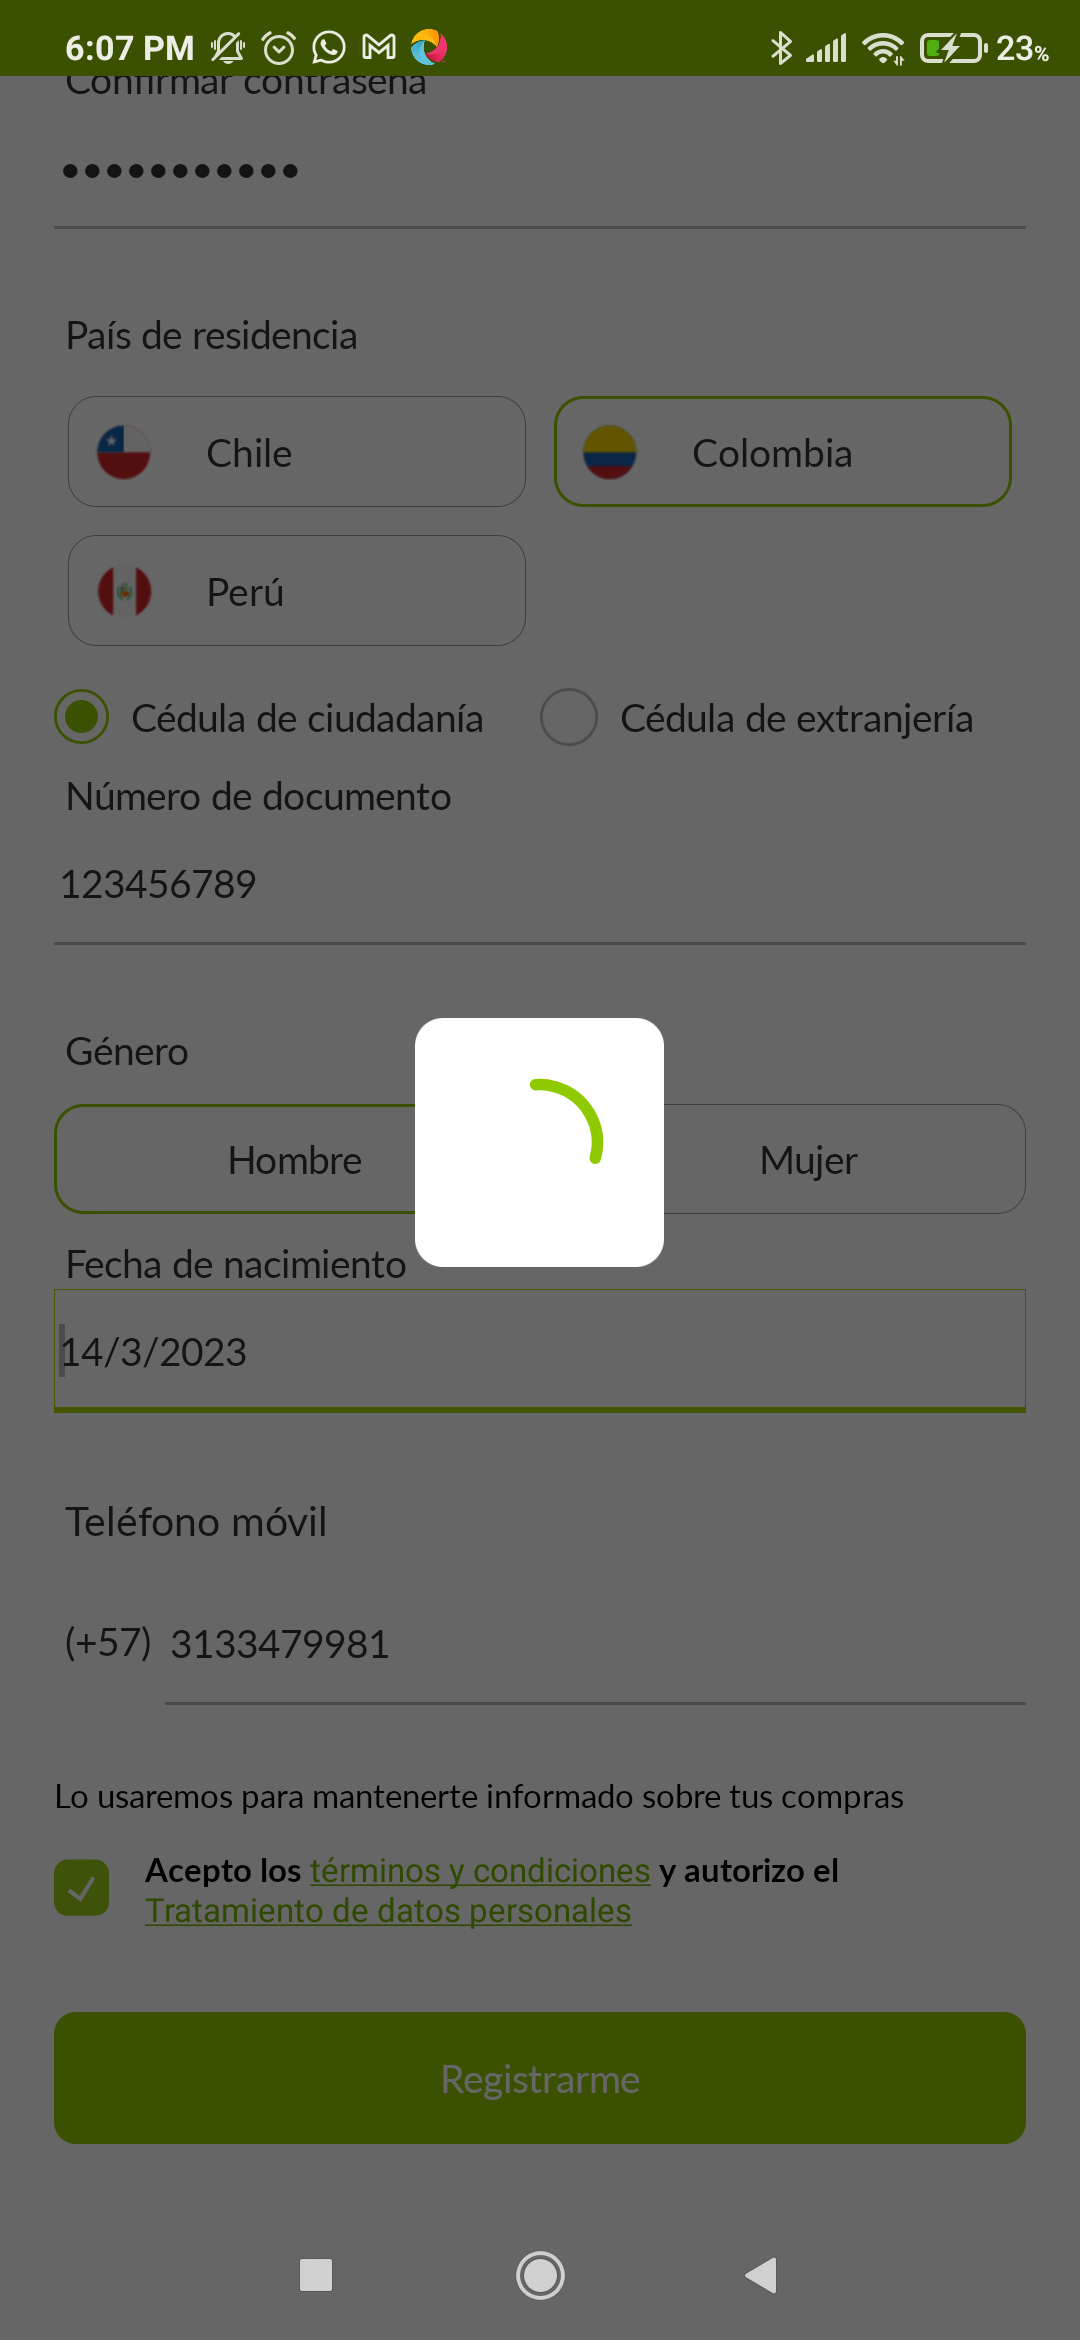 6:07 PM 23%
Confirmar contraseña
País de residencia
Chile
Colombia
Perú
Cédula de ciudadanía
Cédula de extranjería
Número de documento
123456789
Género
Hombre
Mujer
Fecha de nacimiento
14/3/2023
Teléfono móvil
(+57) 3133479981
Lo usaremos para mantenerte informado sobre tus compras
Acepto los términos y condiciones y autorizo el
Tratamiento de datos personales
Registrarme